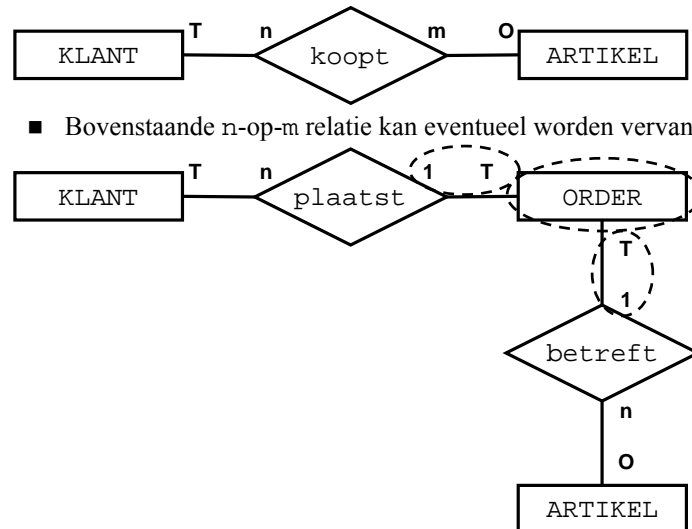 T n m O
KLANT koopt ARTIKEL
■ Bovenstaande n-op-m relatie kan eventueel worden vervan
T n 1 T
KLANT plaatst ORDER
T
1
betreft
n
O
ARTIKEL